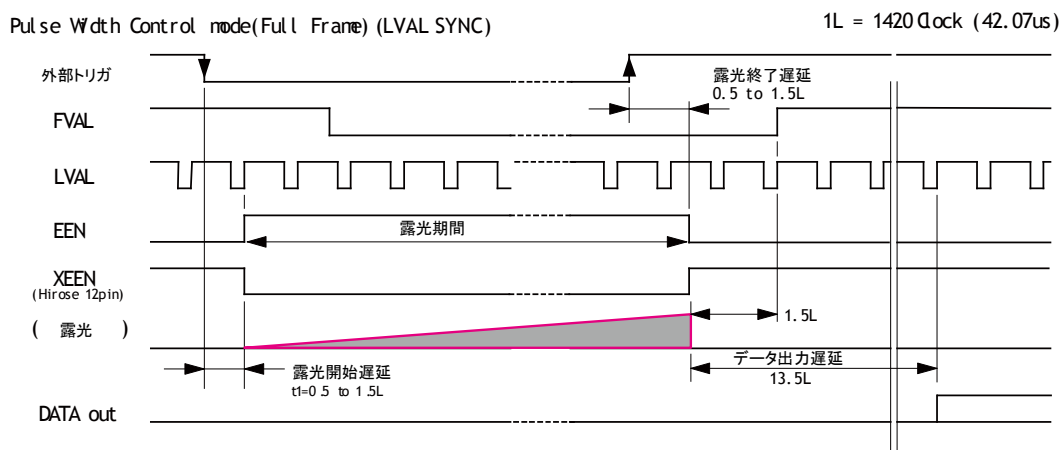 Pulse Width Control mode(Full Frame) (LVAL SYNC)
1L = 1420 Clock (42.07us)
外部トリガ
露光終了遅延
0.5 to 1.5L
FVAL
LVAL
EEN
露光期間
XEEN
(Hirose 12pin)
( 露光 )
1.5L
露光開始遅延
t1=0.5 to 1.5L
データ出力遅延
13.5L
DATA out